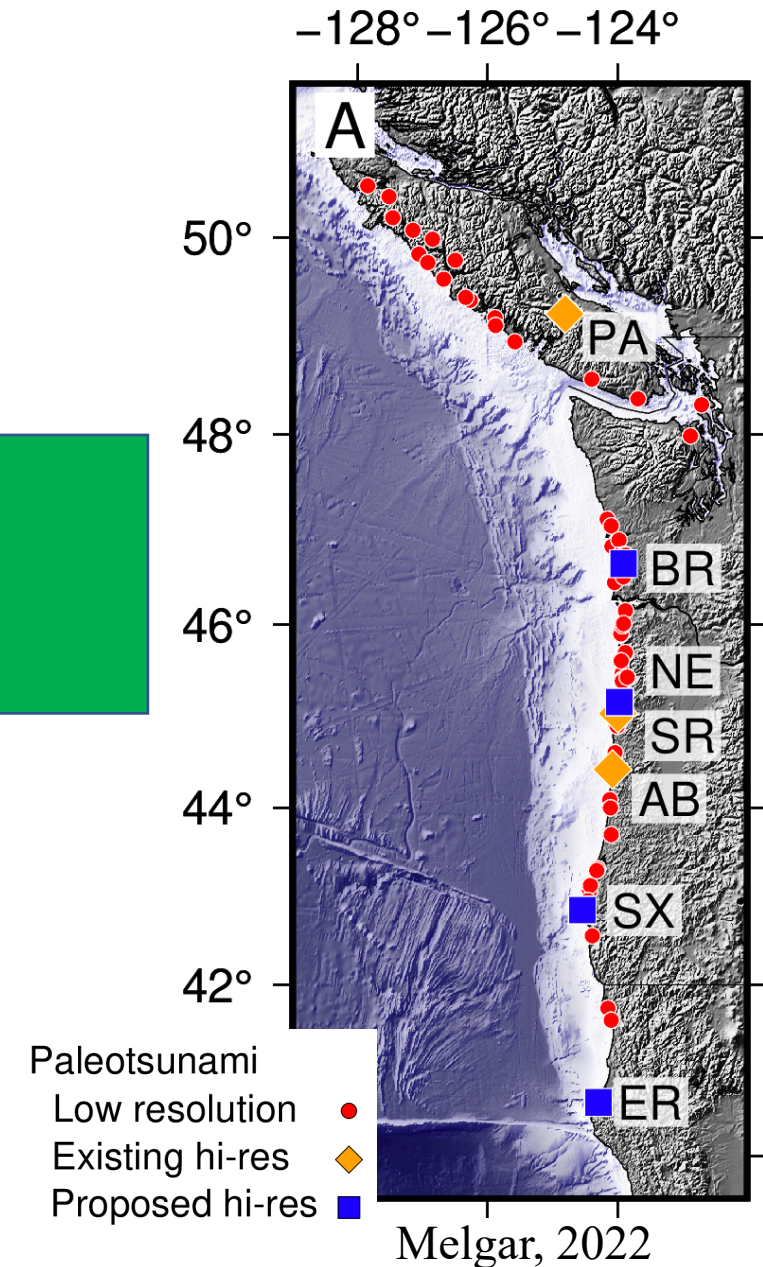 −128° −126° −124°
A
50°
PA
48°
BR
46°
NE
SR
44°
AB
SX
42°
Paleotsunami
Low resolution
ER
Existing hi-res
Proposed hi-res
Melgar, 2022